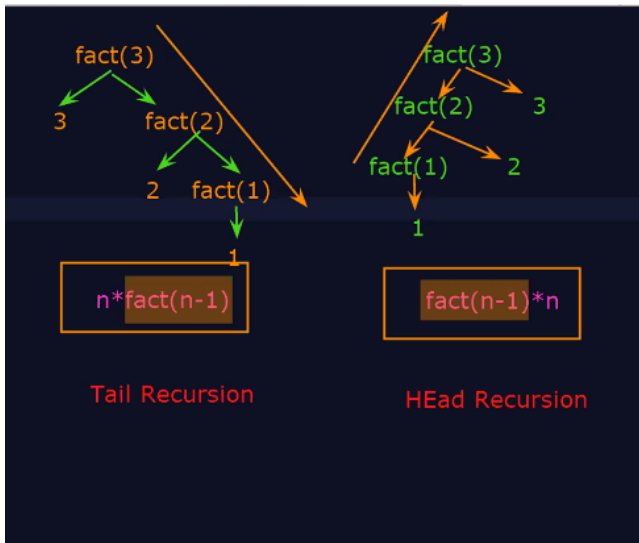 fact(3)
3
fact(2)
2
fact(1)
1
n*fact(n-1)
Tail Recursion
fact(3)
fact(2)
3
fact(1)
2
1
fact(n-1)*n
HEad Recursion